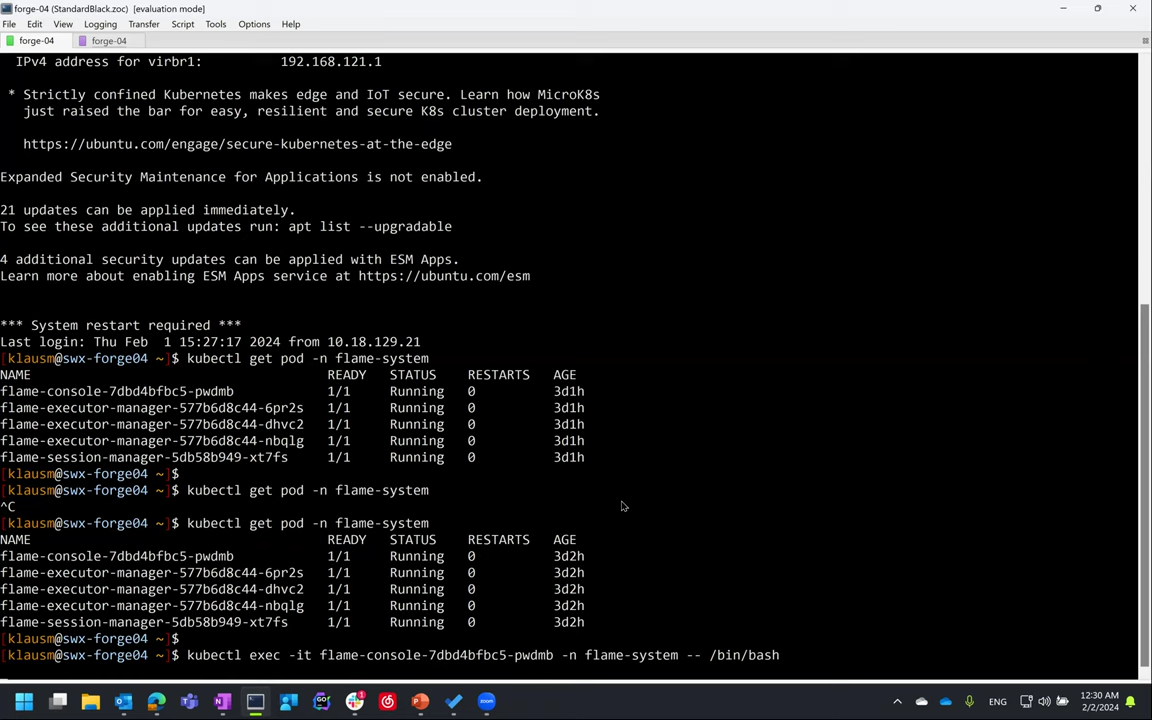 forge-04 (StandardBlack.zoc) [evaluation mode]
File Edit View Logging Transfer Script Tools Options Help
forge-04 forge-04
IPv4 address for virbr1: 192.168.121.1
* Strictly confined Kubernetes makes edge and IoT secure. Learn how MicroK8s
just raised the bar for easy, resilient and secure K8s cluster deployment.
https://ubuntu.com/engage/secure-kubernetes-at-the-edge
Expanded Security Maintenance for Applications is not enabled.
21 updates can be applied immediately.
To see these additional updates run: apt list --upgradable
4 additional security updates can be applied with ESM Apps.
Learn more about enabling ESM Apps service at https://ubuntu.com/esm
*** System restart required ***
Last login: Thu Feb  1 15:27:17 2024 from 10.18.129.21
[klausm@swx-forge04 ~]$ kubectl get pod -n flame-system
NAME READY STATUS RESTARTS AGE
flame-console-7dbd4bfbc5-pwdmb 1/1 Running 0 3d1h
flame-executor-manager-577b6d8c44-6pr2s 1/1 Running 0 3d1h
flame-executor-manager-577b6d8c44-dhvc2 1/1 Running 0 3d1h
flame-executor-manager-577b6d8c44-nbqlg 1/1 Running 0 3d1h
flame-session-manager-5db58b949-xt7fs 1/1 Running 0 3d1h
[klausm@swx-forge04 ~]$
[klausm@swx-forge04 ~]$ kubectl get pod -n flame-system
^C
[klausm@swx-forge04 ~]$ kubectl get pod -n flame-system
NAME READY STATUS RESTARTS AGE
flame-console-7dbd4bfbc5-pwdmb 1/1 Running 0 3d2h
flame-executor-manager-577b6d8c44-6pr2s 1/1 Running 0 3d2h
flame-executor-manager-577b6d8c44-dhvc2 1/1 Running 0 3d2h
flame-executor-manager-577b6d8c44-nbqlg 1/1 Running 0 3d2h
flame-session-manager-5db58b949-xt7fs 1/1 Running 0 3d2h
[klausm@swx-forge04 ~]$
[klausm@swx-forge04 ~]$ kubectl exec -it flame-console-7dbd4bfbc5-pwdmb -n flame-system -- /bin/bash
ENG 12:30 AM
2/2/2024